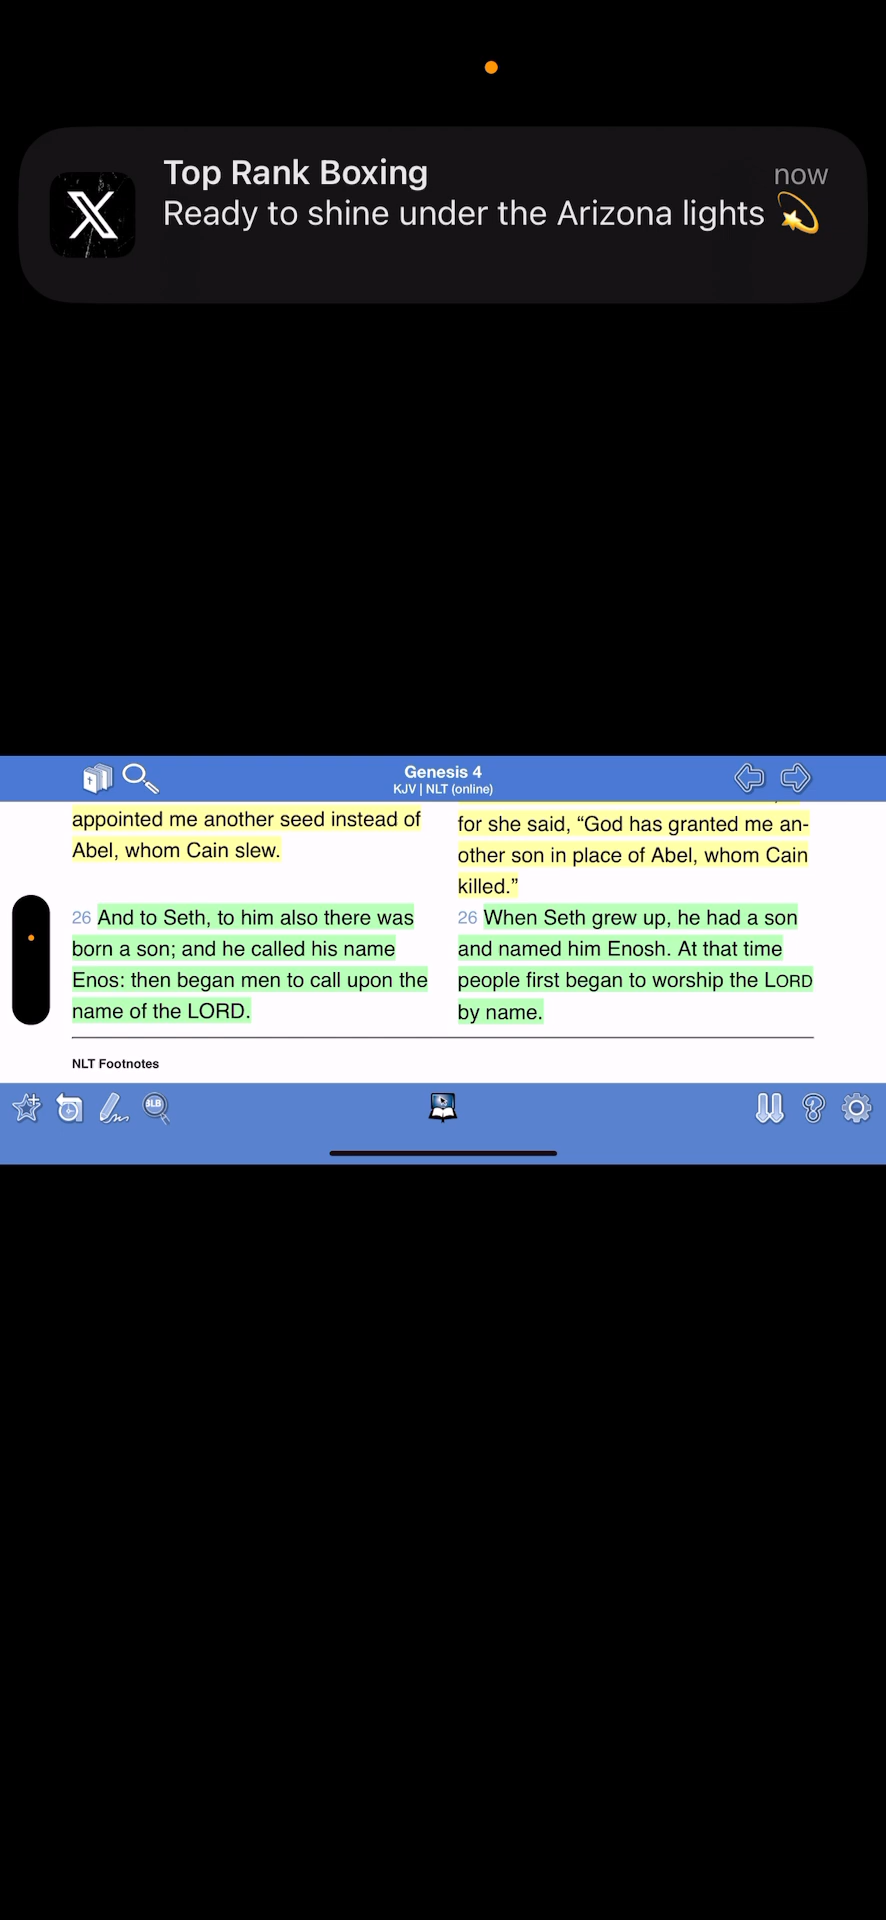 Top Rank Boxing
now
Ready to shine under the Arizona lights 💫
Genesis 4
KJV | NLT (online)
appointed me another seed instead of
Abel, whom Cain slew.
26 And to Seth, to him also there was
born a son; and he called his name
Enos: then began men to call upon the
name of the LORD.
for she said, “God has granted me an-
other son in place of Abel, whom Cain
killed.”
26 When Seth grew up, he had a son
and named him Enosh. At that time
people first began to worship the LORD
by name.
NLT Footnotes
BLB